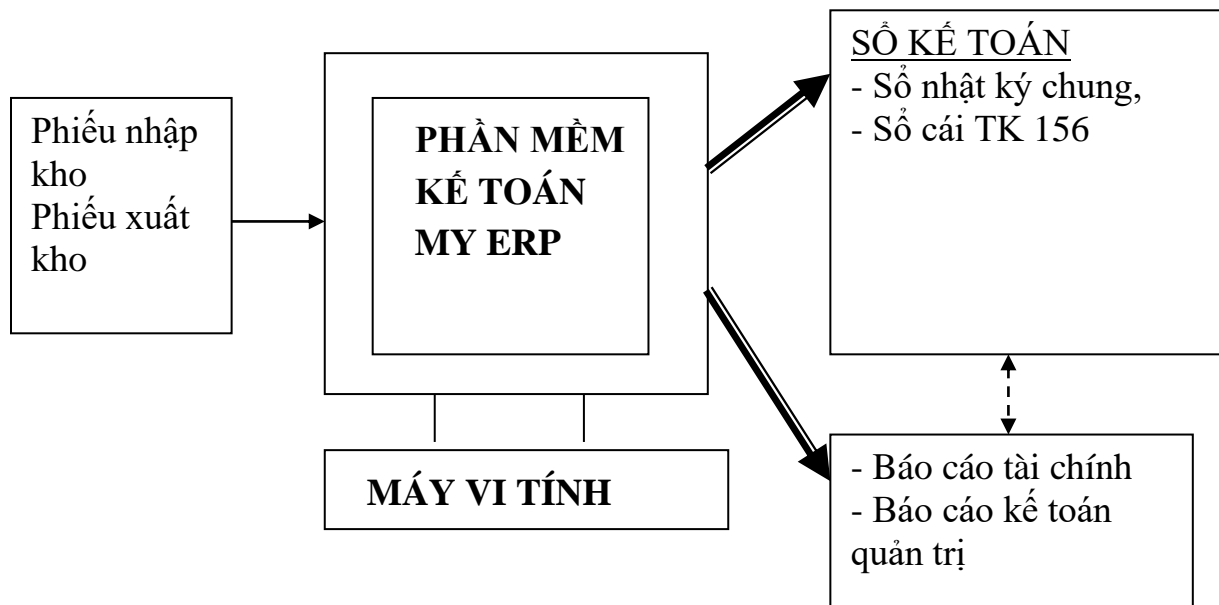 Phiếu nhập
kho
Phiếu xuất
kho
PHẦN MỀM
KẾ TOÁN
MY ERP
MÁY VI TÍNH
SỔ KẾ TOÁN
- Sổ nhật ký chung,
- Sổ cái TK 156
- Báo cáo tài chính
- Báo cáo kế toán
quản trị